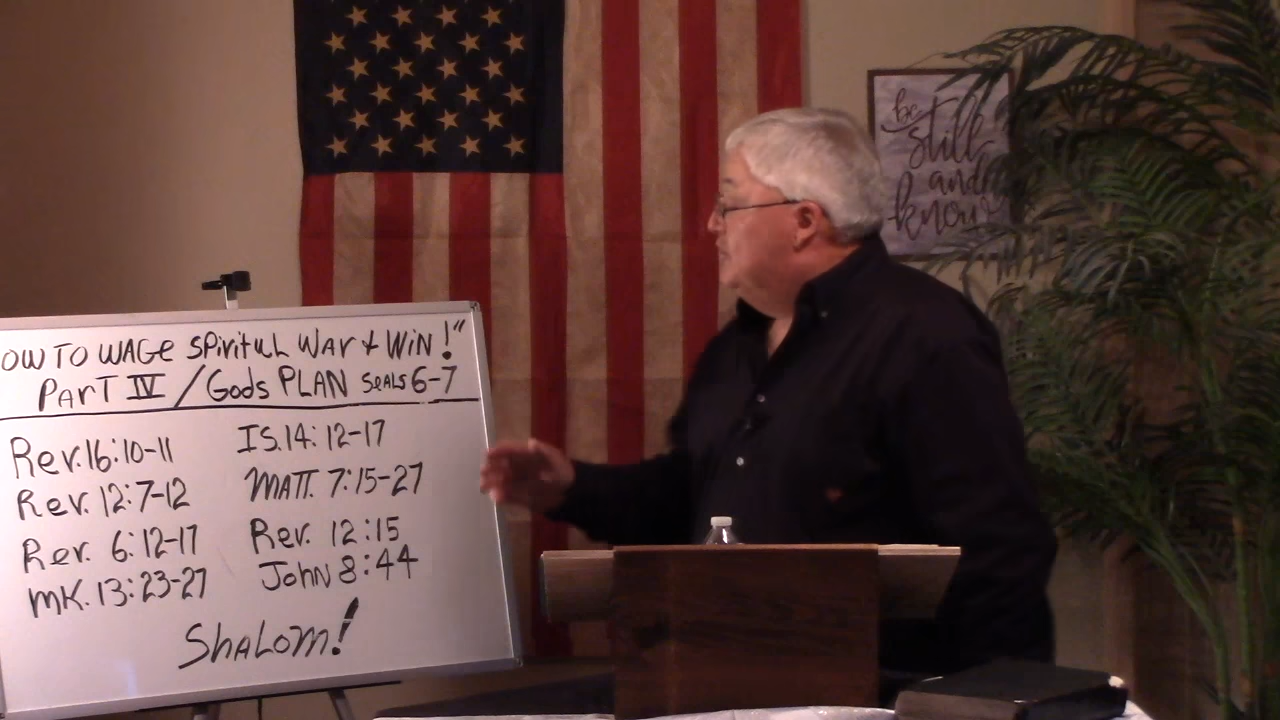 OW TO WAGE SPIRITUL WAR & WIN!"
PART IV / Gods PLAN SEALS 6-7
Rev. 16:10-11
Rev. 12:7-12
Rev. 6:12-17
MK. 13:23-27
IS. 14:12-17
MATT. 7:15-27
Rev. 12:15
JOHN 8:44
SHALOM!
be
still
and
know